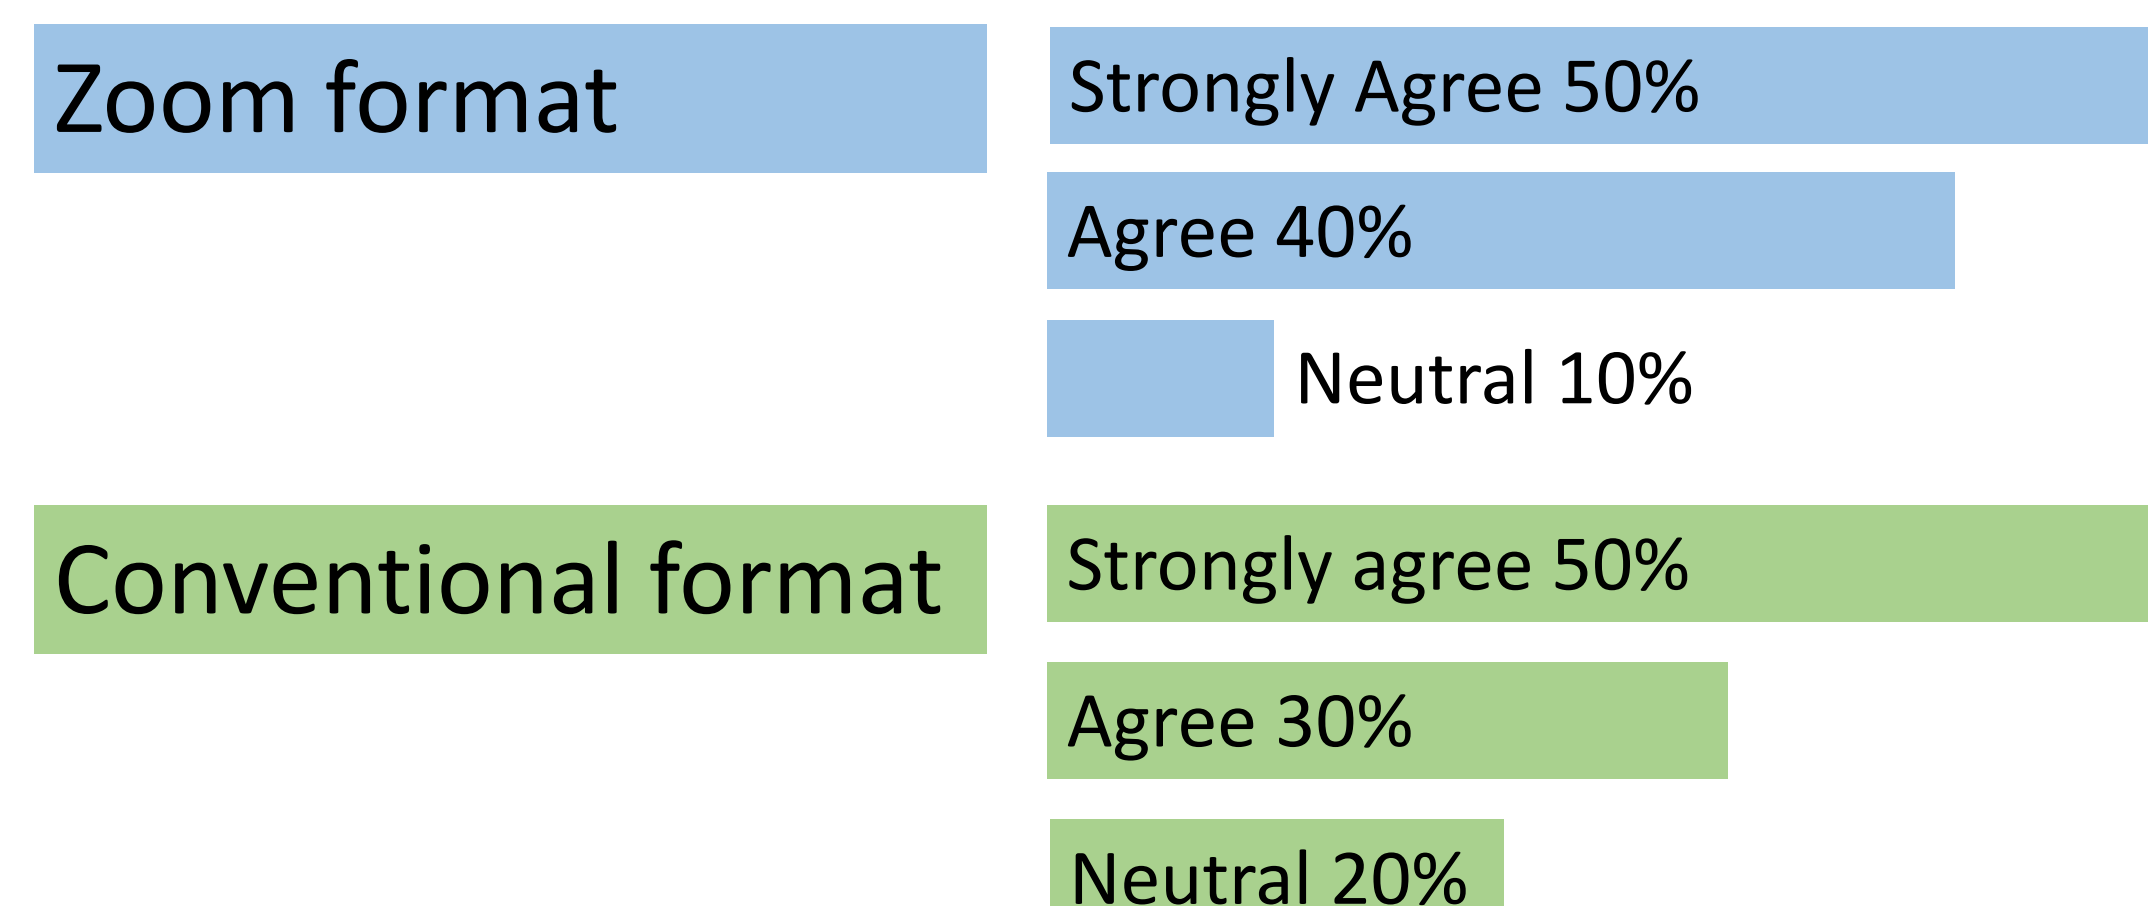 Zoom format
Strongly Agree 50%
Agree 40%
Neutral 10%
Conventional format
Strongly agree 50%
Agree 30%
Neutral 20%